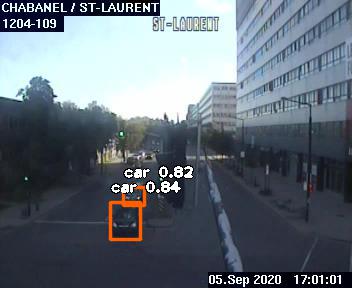 CHABANEL / ST-LAURENT
1204-109
ST-LAURENT
car 0.82
car 0.84
05.Sep 2020 17:01:01